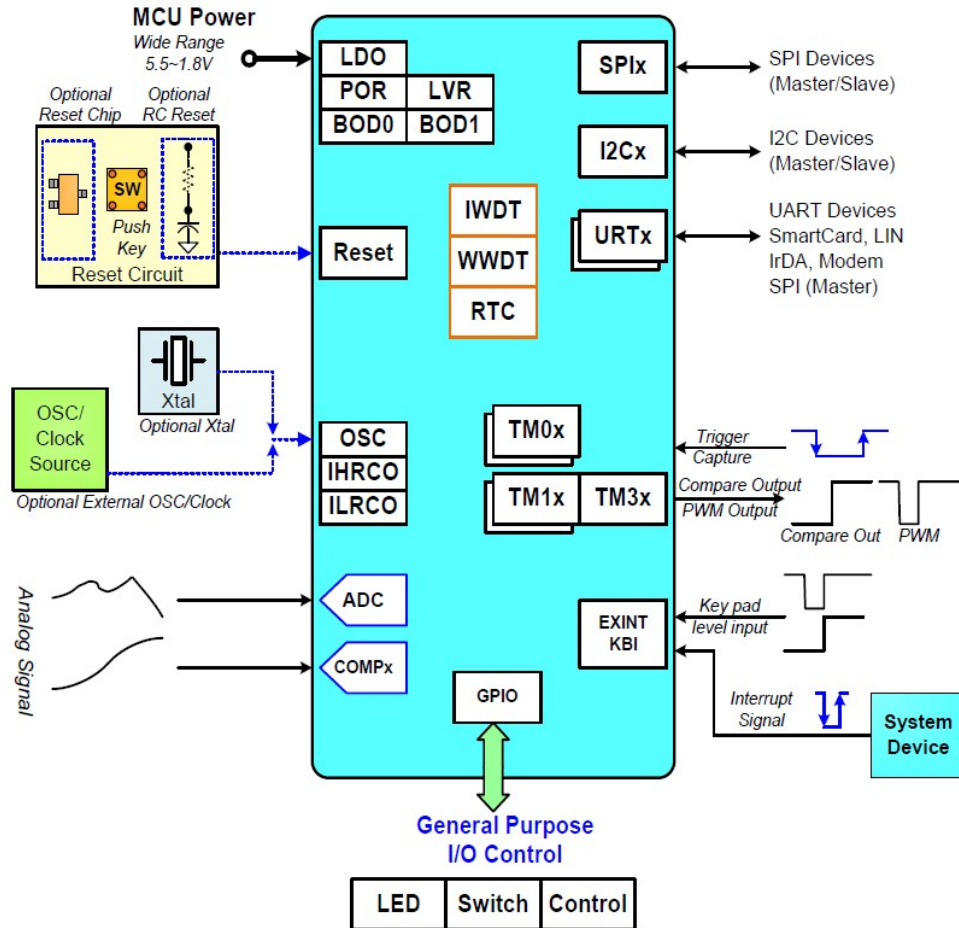 MCU Power
Wide Range
5.5~1.8V
Optional
Reset Chip
Optional
RC Reset
SW
Push
Key
Reset Circuit
Xtal
Optional Xtal
OSC/
Clock
Source
Optional External OSC/Clock
Analog Signal
LDO
POR LVR
BOD0 BOD1
Reset
OSC
IHRCO
ILRCO
ADC
COMPx
IWDT
WWDT
RTC
SPIx
I2Cx
URTx
TM0x
TM1x TM3x
EXINT
KBI
GPIO
SPI Devices
(Master/Slave)
I2C Devices
(Master/Slave)
UART Devices
SmartCard, LIN
IrDA, Modem
SPI (Master)
Trigger
Capture
Compare Output
PWM Output
Compare Out PWM
Key pad
level input
Interrupt
Signal
System
Device
General Purpose
I/O Control
LED Switch Control